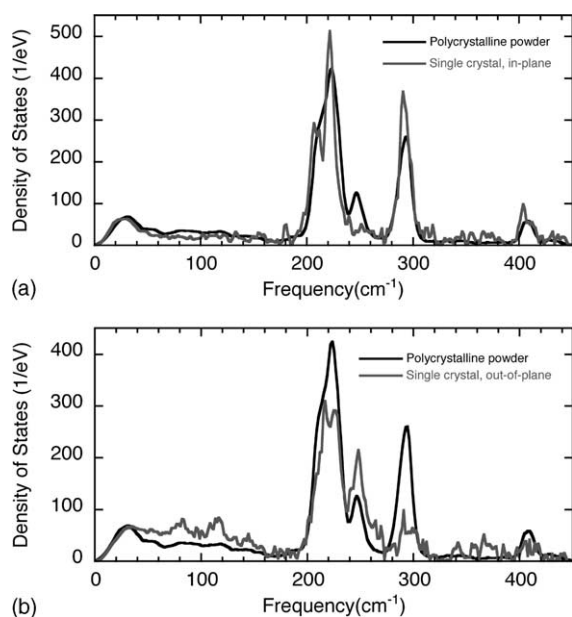 Density of States (1/eV)
500
400
300
200
100
0
Polycrystalline powder
Single crystal, in-plane
0
100
200
300
400
(a)
Frequency(cm-1)
Density of States (1/eV)
400
300
200
100
0
Polycrystalline powder
Single crystal, out-of-plane
0
100
200
300
400
(b)
Frequency(cm-1)